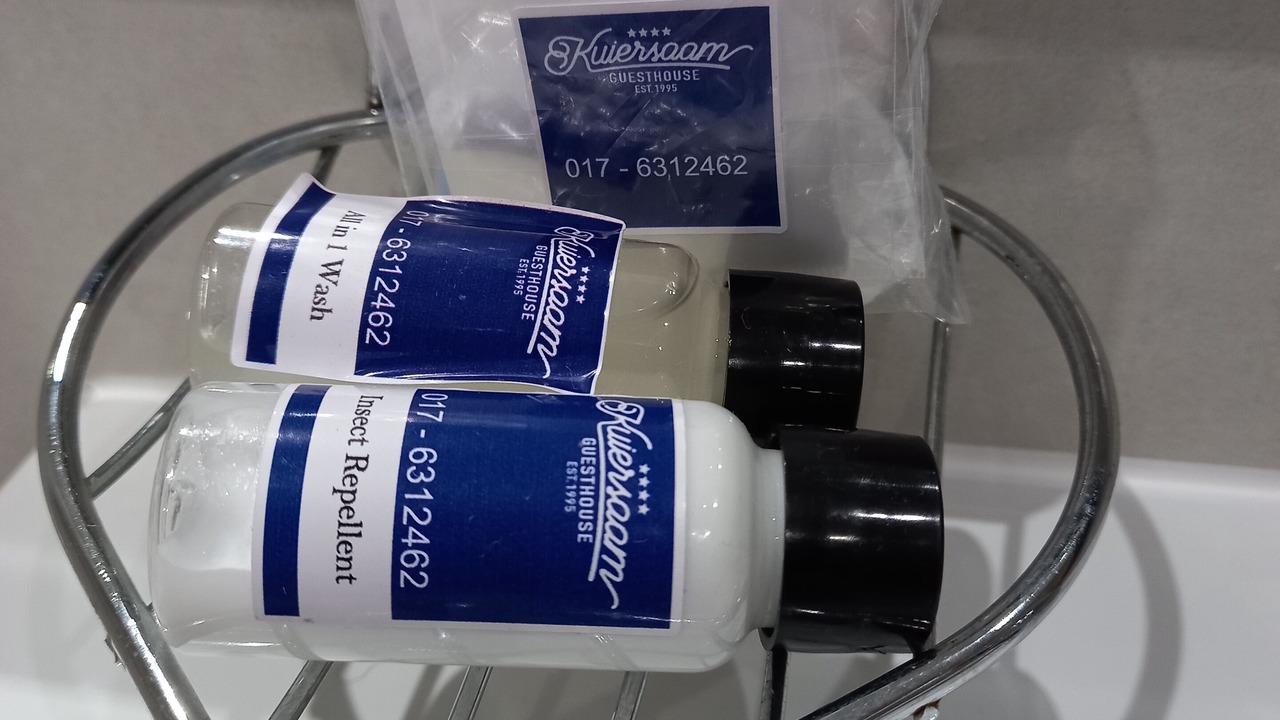 Kuiersaam
GUESTHOUSE
EST.1995
017 - 6312462
Kuiersaam
GUESTHOUSE
EST.1995
017 - 6312462
All in 1 Wash
Kuiersaam
GUESTHOUSE
EST.1995
017 - 6312462
Insect Repellent